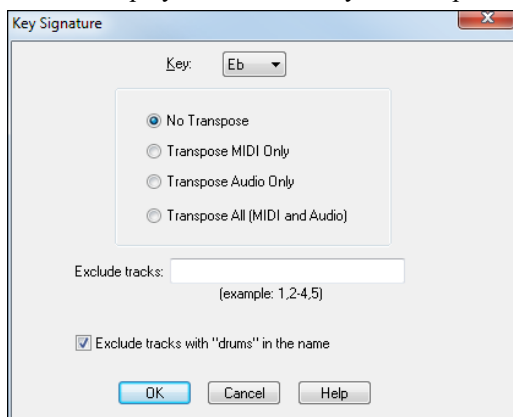 Key Signature
Key: Eb
No Transpose
Transpose MIDI Only
Transpose Audio Only
Transpose All (MIDI and Audio)
Exclude tracks:
(example: 1,2-4,5)
Exclude tracks with "drums" in the name
OK Cancel Help